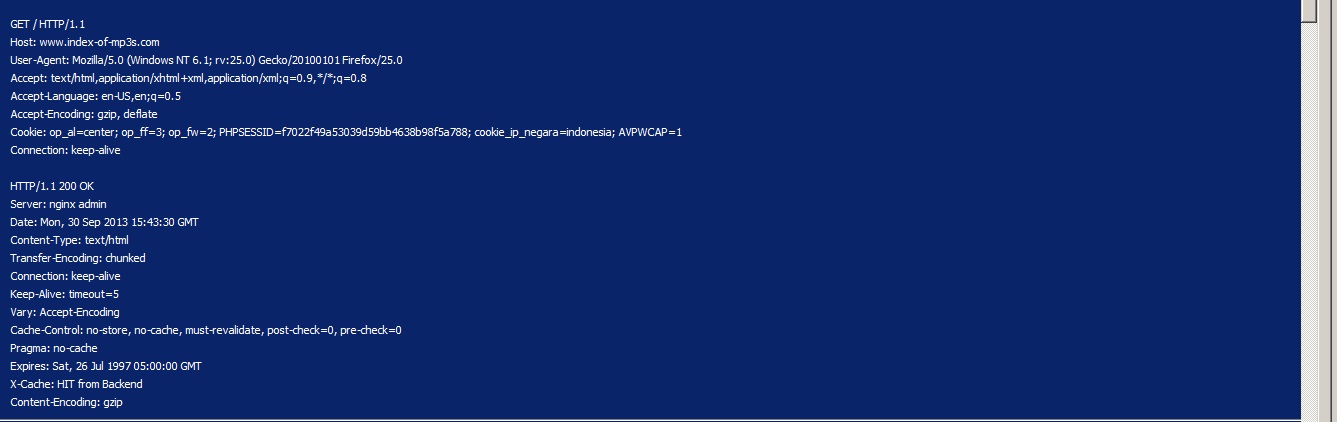 GET / HTTP/1.1
Host: www.index-of-mp3s.com
User-Agent: Mozilla/5.0 (Windows NT 6.1; rv:25.0) Gecko/20100101 Firefox/25.0
Accept: text/html,application/xhtml+xml,application/xml;q=0.9,*/*;q=0.8
Accept-Language: en-US,en;q=0.5
Accept-Encoding: gzip, deflate
Cookie: op_al=center; op_ff=3; op_fw=2; PHPSESSID=f7022f49a53039d59bb4638b98f5a788; cookie_ip_negara=indonesia; AVPWCAP=1
Connection: keep-alive
HTTP/1.1 200 OK
Server: nginx admin
Date: Mon, 30 Sep 2013 15:43:30 GMT
Content-Type: text/html
Transfer-Encoding: chunked
Connection: keep-alive
Keep-Alive: timeout=5
Vary: Accept-Encoding
Cache-Control: no-store, no-cache, must-revalidate, post-check=0, pre-check=0
Pragma: no-cache
Expires: Sat, 26 Jul 1997 05:00:00 GMT
X-Cache: HIT from Backend
Content-Encoding: gzip